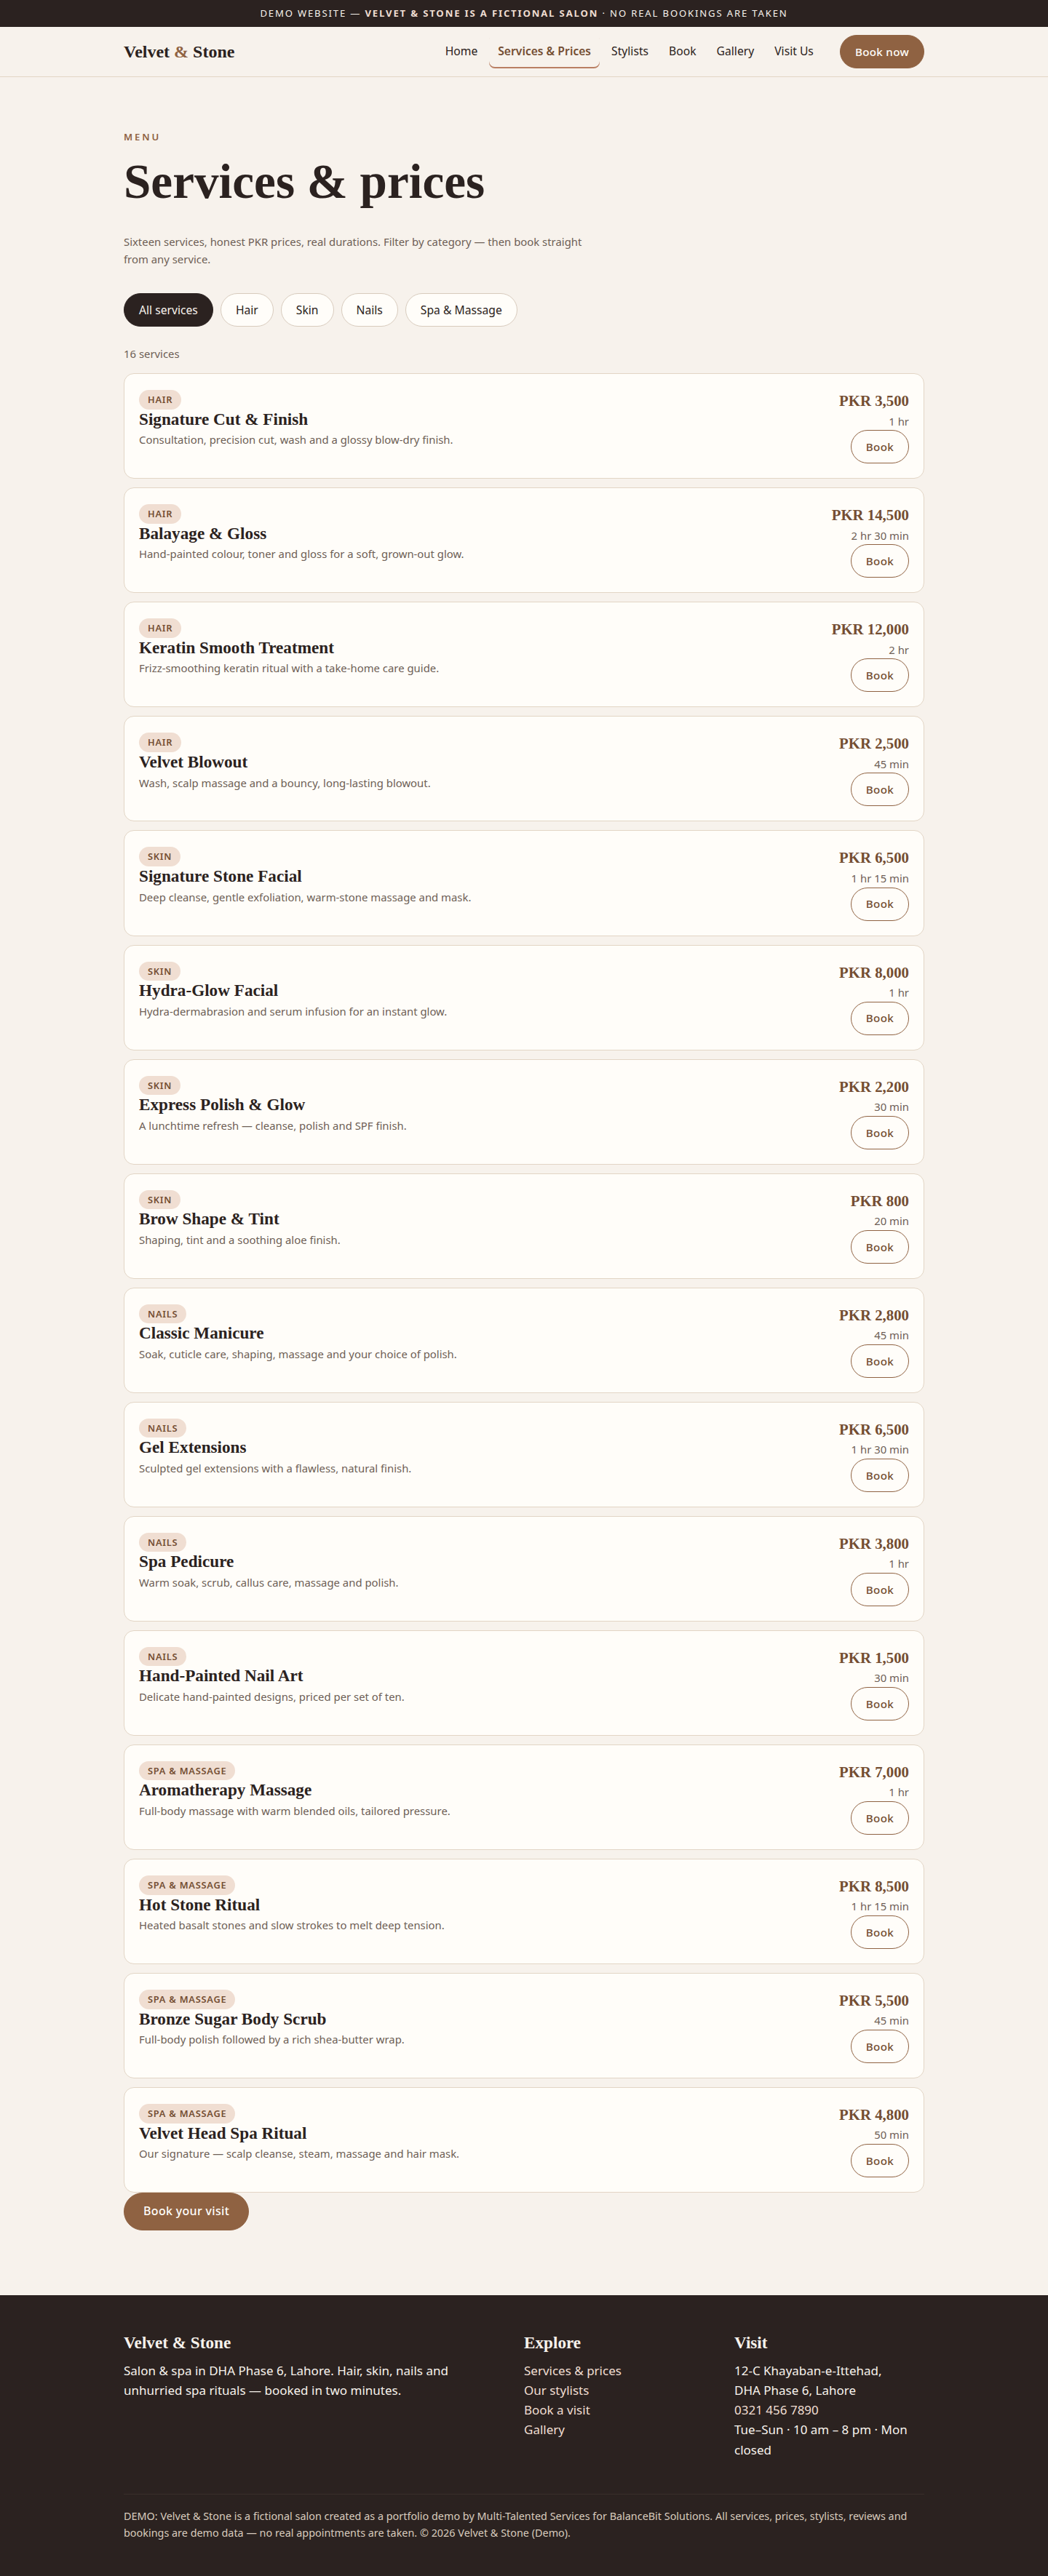 DEMO WEBSITE — VELVET & STONE IS A FICTIONAL SALON · NO REAL BOOKINGS ARE TAKEN
Velvet & Stone
Home
Services & Prices
Stylists
Book
Gallery
Visit Us
Book now
MENU
Services & prices
Sixteen services, honest PKR prices, real durations. Filter by category — then book straight
from any service.
All services
Hair
Skin
Nails
Spa & Massage
16 services
HAIR
Signature Cut & Finish
Consultation, precision cut, wash and a glossy blow-dry finish.
PKR 3,500
1 hr
Book
HAIR
Balayage & Gloss
Hand-painted colour, toner and gloss for a soft, grown-out glow.
PKR 14,500
2 hr 30 min
Book
HAIR
Keratin Smooth Treatment
Frizz-smoothing keratin ritual with a take-home care guide.
PKR 12,000
2 hr
Book
HAIR
Velvet Blowout
Wash, scalp massage and a bouncy, long-lasting blowout.
PKR 2,500
45 min
Book
SKIN
Signature Stone Facial
Deep cleanse, gentle exfoliation, warm-stone massage and mask.
PKR 6,500
1 hr 15 min
Book
SKIN
Hydra-Glow Facial
Hydra-dermabrasion and serum infusion for an instant glow.
PKR 8,000
1 hr
Book
SKIN
Express Polish & Glow
A lunchtime refresh — cleanse, polish and SPF finish.
PKR 2,200
30 min
Book
SKIN
Brow Shape & Tint
Shaping, tint and a soothing aloe finish.
PKR 800
20 min
Book
NAILS
Classic Manicure
Soak, cuticle care, shaping, massage and your choice of polish.
PKR 2,800
45 min
Book
NAILS
Gel Extensions
Sculpted gel extensions with a flawless, natural finish.
PKR 6,500
1 hr 30 min
Book
NAILS
Spa Pedicure
Warm soak, scrub, callus care, massage and polish.
PKR 3,800
1 hr
Book
NAILS
Hand-Painted Nail Art
Delicate hand-painted designs, priced per set of ten.
PKR 1,500
30 min
Book
SPA & MASSAGE
Aromatherapy Massage
Full-body massage with warm blended oils, tailored pressure.
PKR 7,000
1 hr
Book
SPA & MASSAGE
Hot Stone Ritual
Heated basalt stones and slow strokes to melt deep tension.
PKR 8,500
1 hr 15 min
Book
SPA & MASSAGE
Bronze Sugar Body Scrub
Full-body polish followed by a rich shea-butter wrap.
PKR 5,500
45 min
Book
SPA & MASSAGE
Velvet Head Spa Ritual
Our signature — scalp cleanse, steam, massage and hair mask.
PKR 4,800
50 min
Book
Book your visit
Velvet & Stone
Salon & spa in DHA Phase 6, Lahore. Hair, skin, nails and
unhurried spa rituals — booked in two minutes.
Explore
Services & prices
Our stylists
Book a visit
Gallery
Visit
12-C Khayaban-e-Ittehad,
DHA Phase 6, Lahore
0321 456 7890
Tue–Sun · 10 am – 8 pm · Mon
closed
DEMO: Velvet & Stone is a fictional salon created as a portfolio demo by Multi-Talented Services for BalanceBit Solutions. All services, prices, stylists, reviews and
bookings are demo data — no real appointments are taken. © 2026 Velvet & Stone (Demo).